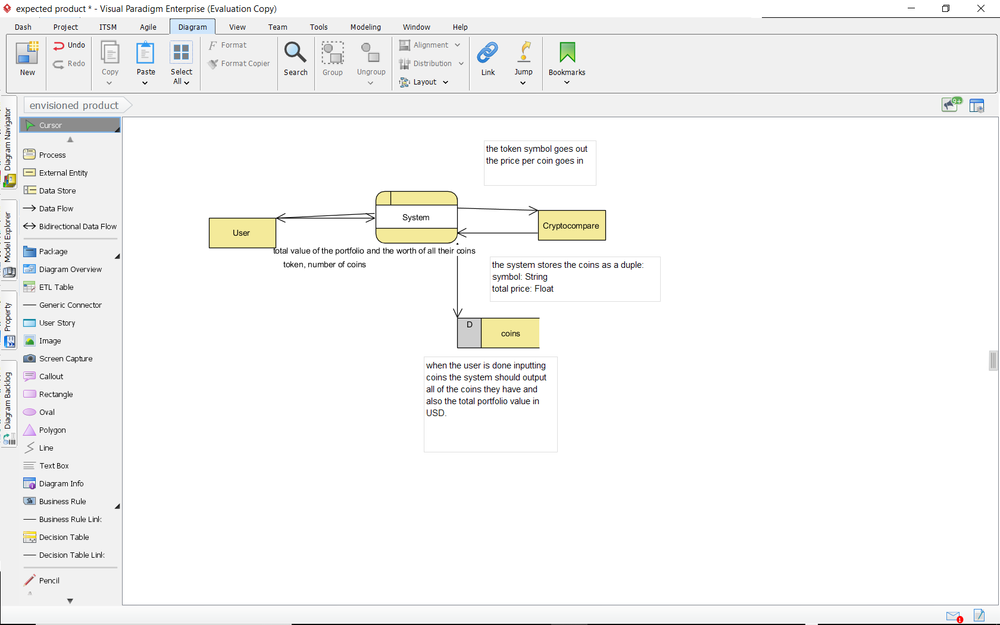 expected product * - Visual Paradigm Enterprise (Evaluation Copy)
Dash Project ITSM Agile Diagram View Team Tools Modeling Window Help
New
Undo
Redo
Copy
Paste
Select
All
Format
Format Copier
Search
Group
Ungroup
Alignment
Distribution
Layout
Link
Jump
Bookmarks
envisioned product
9+
Diagram Navigator
Model Explorer
Property
Diagram Backlog
Cursor
Process
External Entity
Data Store
Data Flow
Bidirectional Data Flow
Package
Diagram Overview
ETL Table
Generic Connector
User Story
Image
Screen Capture
Callout
Rectangle
Oval
Polygon
Line
Text Box
Diagram Info
Business Rule
Business Rule Link
Decision Table
Decision Table Link
Pencil
the token symbol goes out
the price per coin goes in
System
User
Cryptocompare
total value of the portfolio and the worth of all their coins
token, number of coins
the system stores the coins as a duple:
symbol: String
total price: Float
D
coins
when the user is done inputting
coins the system should output
all of the coins they have and
also the total portfolio value in
USD.
1